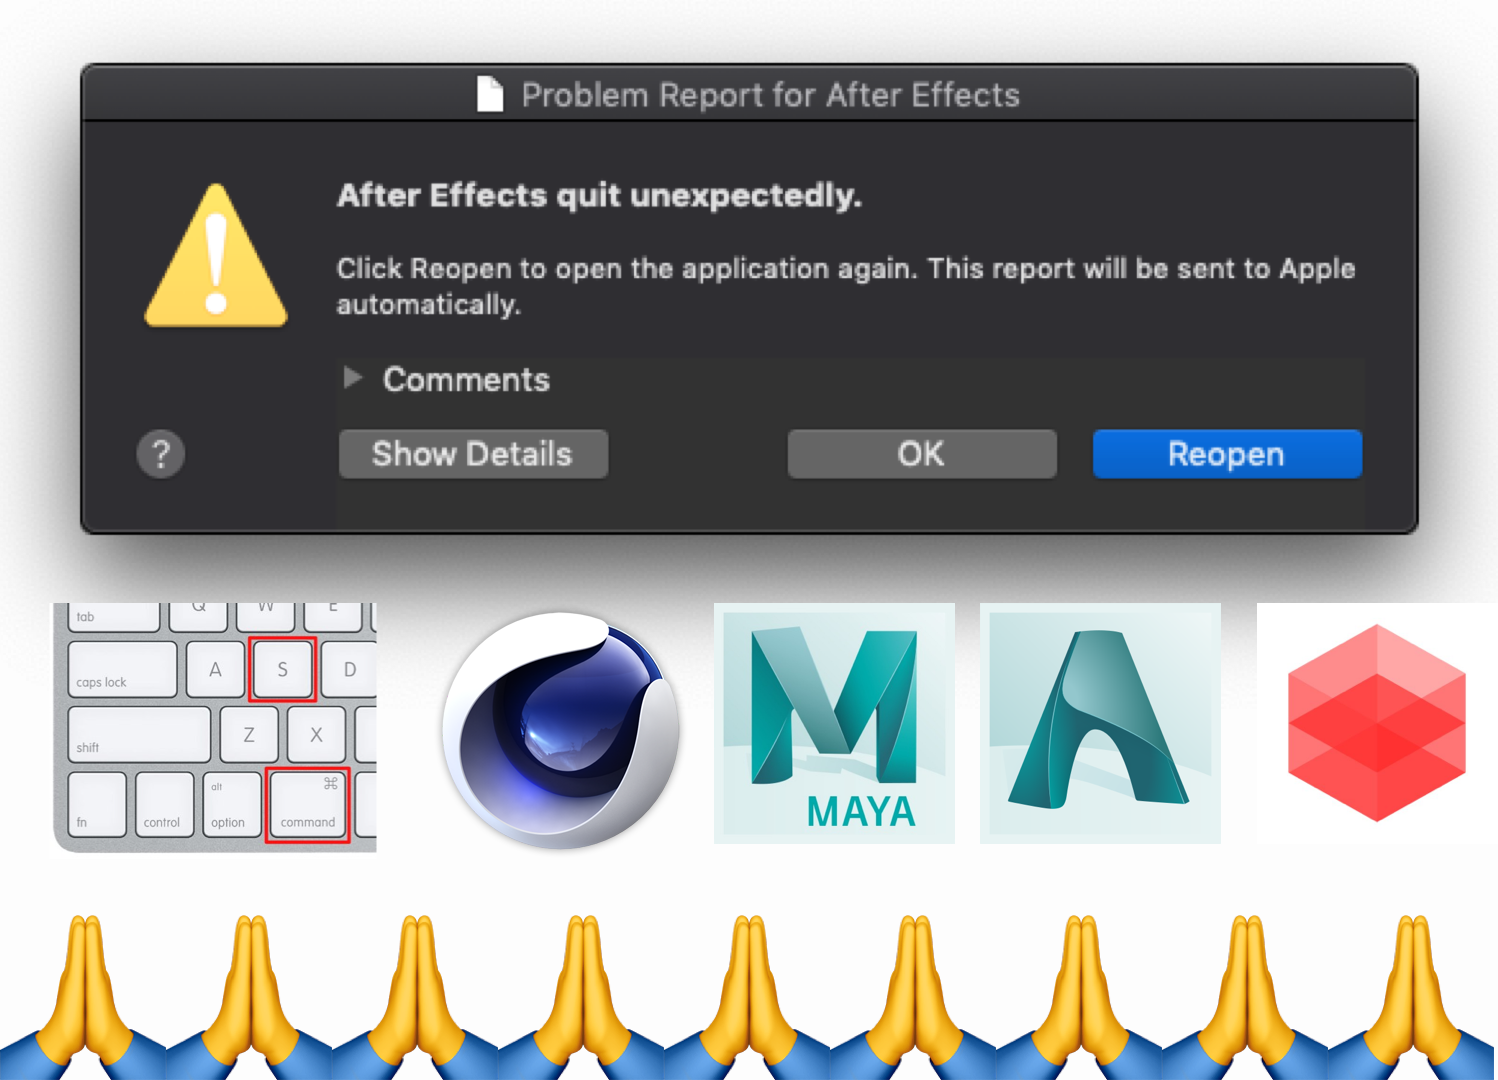 Problem Report for After Effects
After Effects quit unexpectedly.
Click Reopen to open the application again. This report will be sent to Apple
automatically.
Comments
? Show Details OK Reopen
tab Q W E
caps lock A S D
shift Z X
alt ⌘
fn control option command
MAYA